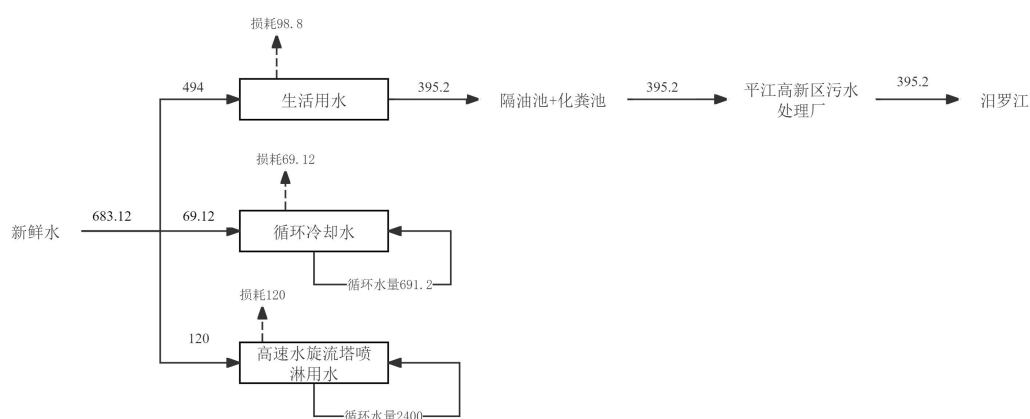 损耗98.8
494
生活用水
395.2
隔油池+化粪池
395.2
平江高新区污水
处理厂
395.2
汨罗江
损耗69.12
新鲜水
683.12
69.12
循环冷却水
循环水量691.2
损耗120
120
高速水旋流塔喷
淋用水
循环水量2400